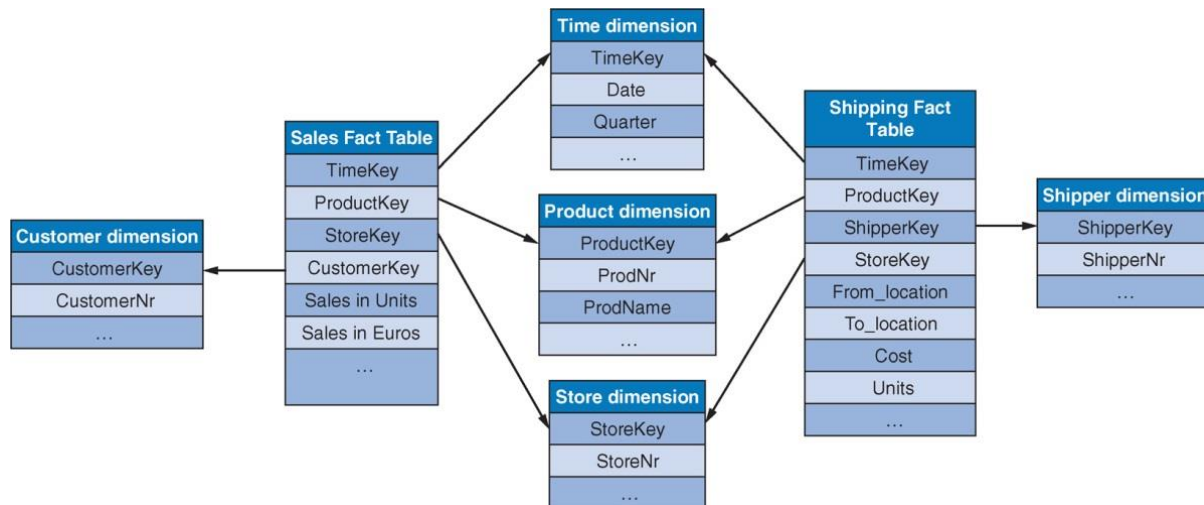 Time dimension
TimeKey
Date
Quarter
…
Sales Fact Table
TimeKey
ProductKey
StoreKey
CustomerKey
Sales in Units
Sales in Euros
…
Shipping Fact
Table
TimeKey
ProductKey
ShipperKey
StoreKey
From_location
To_location
Cost
Units
…
Customer dimension
CustomerKey
CustomerNr
…
Product dimension
ProductKey
ProdNr
ProdName
…
Shipper dimension
ShipperKey
ShipperNr
…
Store dimension
StoreKey
StoreNr
…